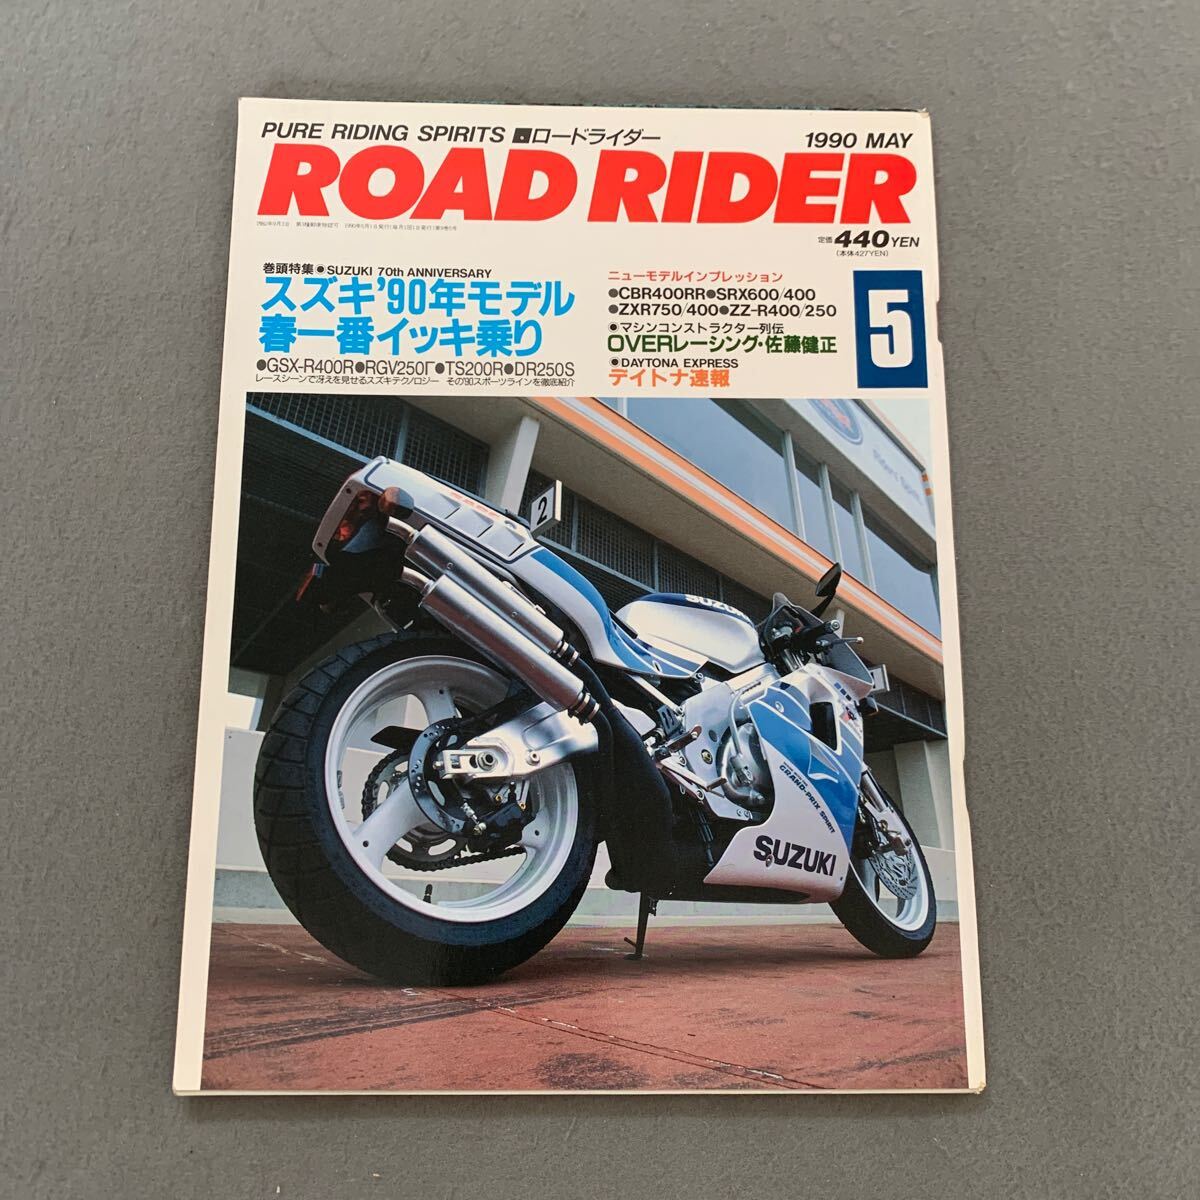 PURE RIDING SPIRITS ロードライダー
1990 MAY
ROAD RIDER
定価440YEN
(本体427YEN)
5
巻頭特集●SUZUKI 70th ANNIVERSARY
スズキ'90年モデル
春一番イッキ乗り
●GSX-R400R●RGV250Γ●TS200R●DR250S
レースシーンで冴えを見せるスズキテクノロジー その'90スポーツラインを徹底紹介
ニューモデルインプレッション
●CBR400RR●SRX600/400
●ZXR750/400●ZZ-R400/250
●マシンコンストラクター列伝
OVERレーシング・佐藤健正
●DAYTONA EXPRESS
デイトナ速報
2
SUZUKI
GRAND-PRIX SPIRIT
SUZUKI